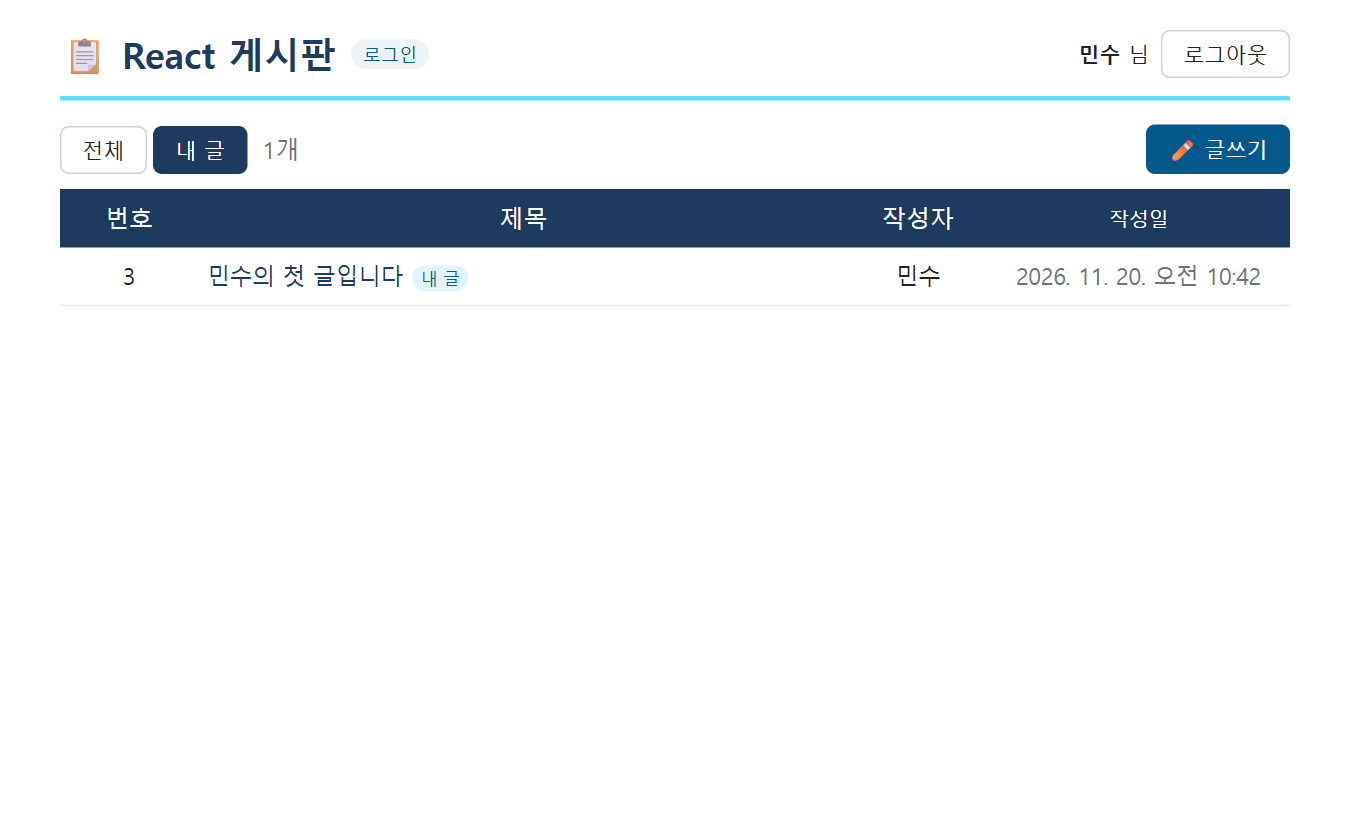 React 게시판 로그인 민수 님 로그아웃
전체 내 글 1개 글쓰기
번호 제목 작성자 작성일
3 민수의 첫 글입니다 내 글 민수 2026. 11. 20. 오전 10:42